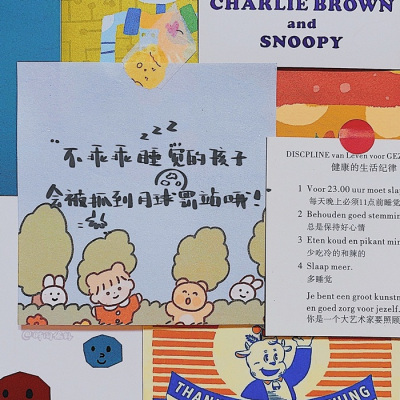 CHARLIE BROWN
and
SNOOPY
zzz
"不乖乖睡觉的孩子
会被抓到月球罚站哦!"
DISCPLINE van Leven voor GEZ
健康的生活纪律
1 Voor 23.00 uur moet slap
每天晚上必须11点前睡觉
2 Behouden goed stemming
总是保持好心情
3 Eten koud en pikant min
少吃冷的和辣的
4 Slaap meer.
多睡觉
Je bent een groot kunstn
en goed zorg voor jezelf.
你是一个大艺术家要照顾
THAN
HING